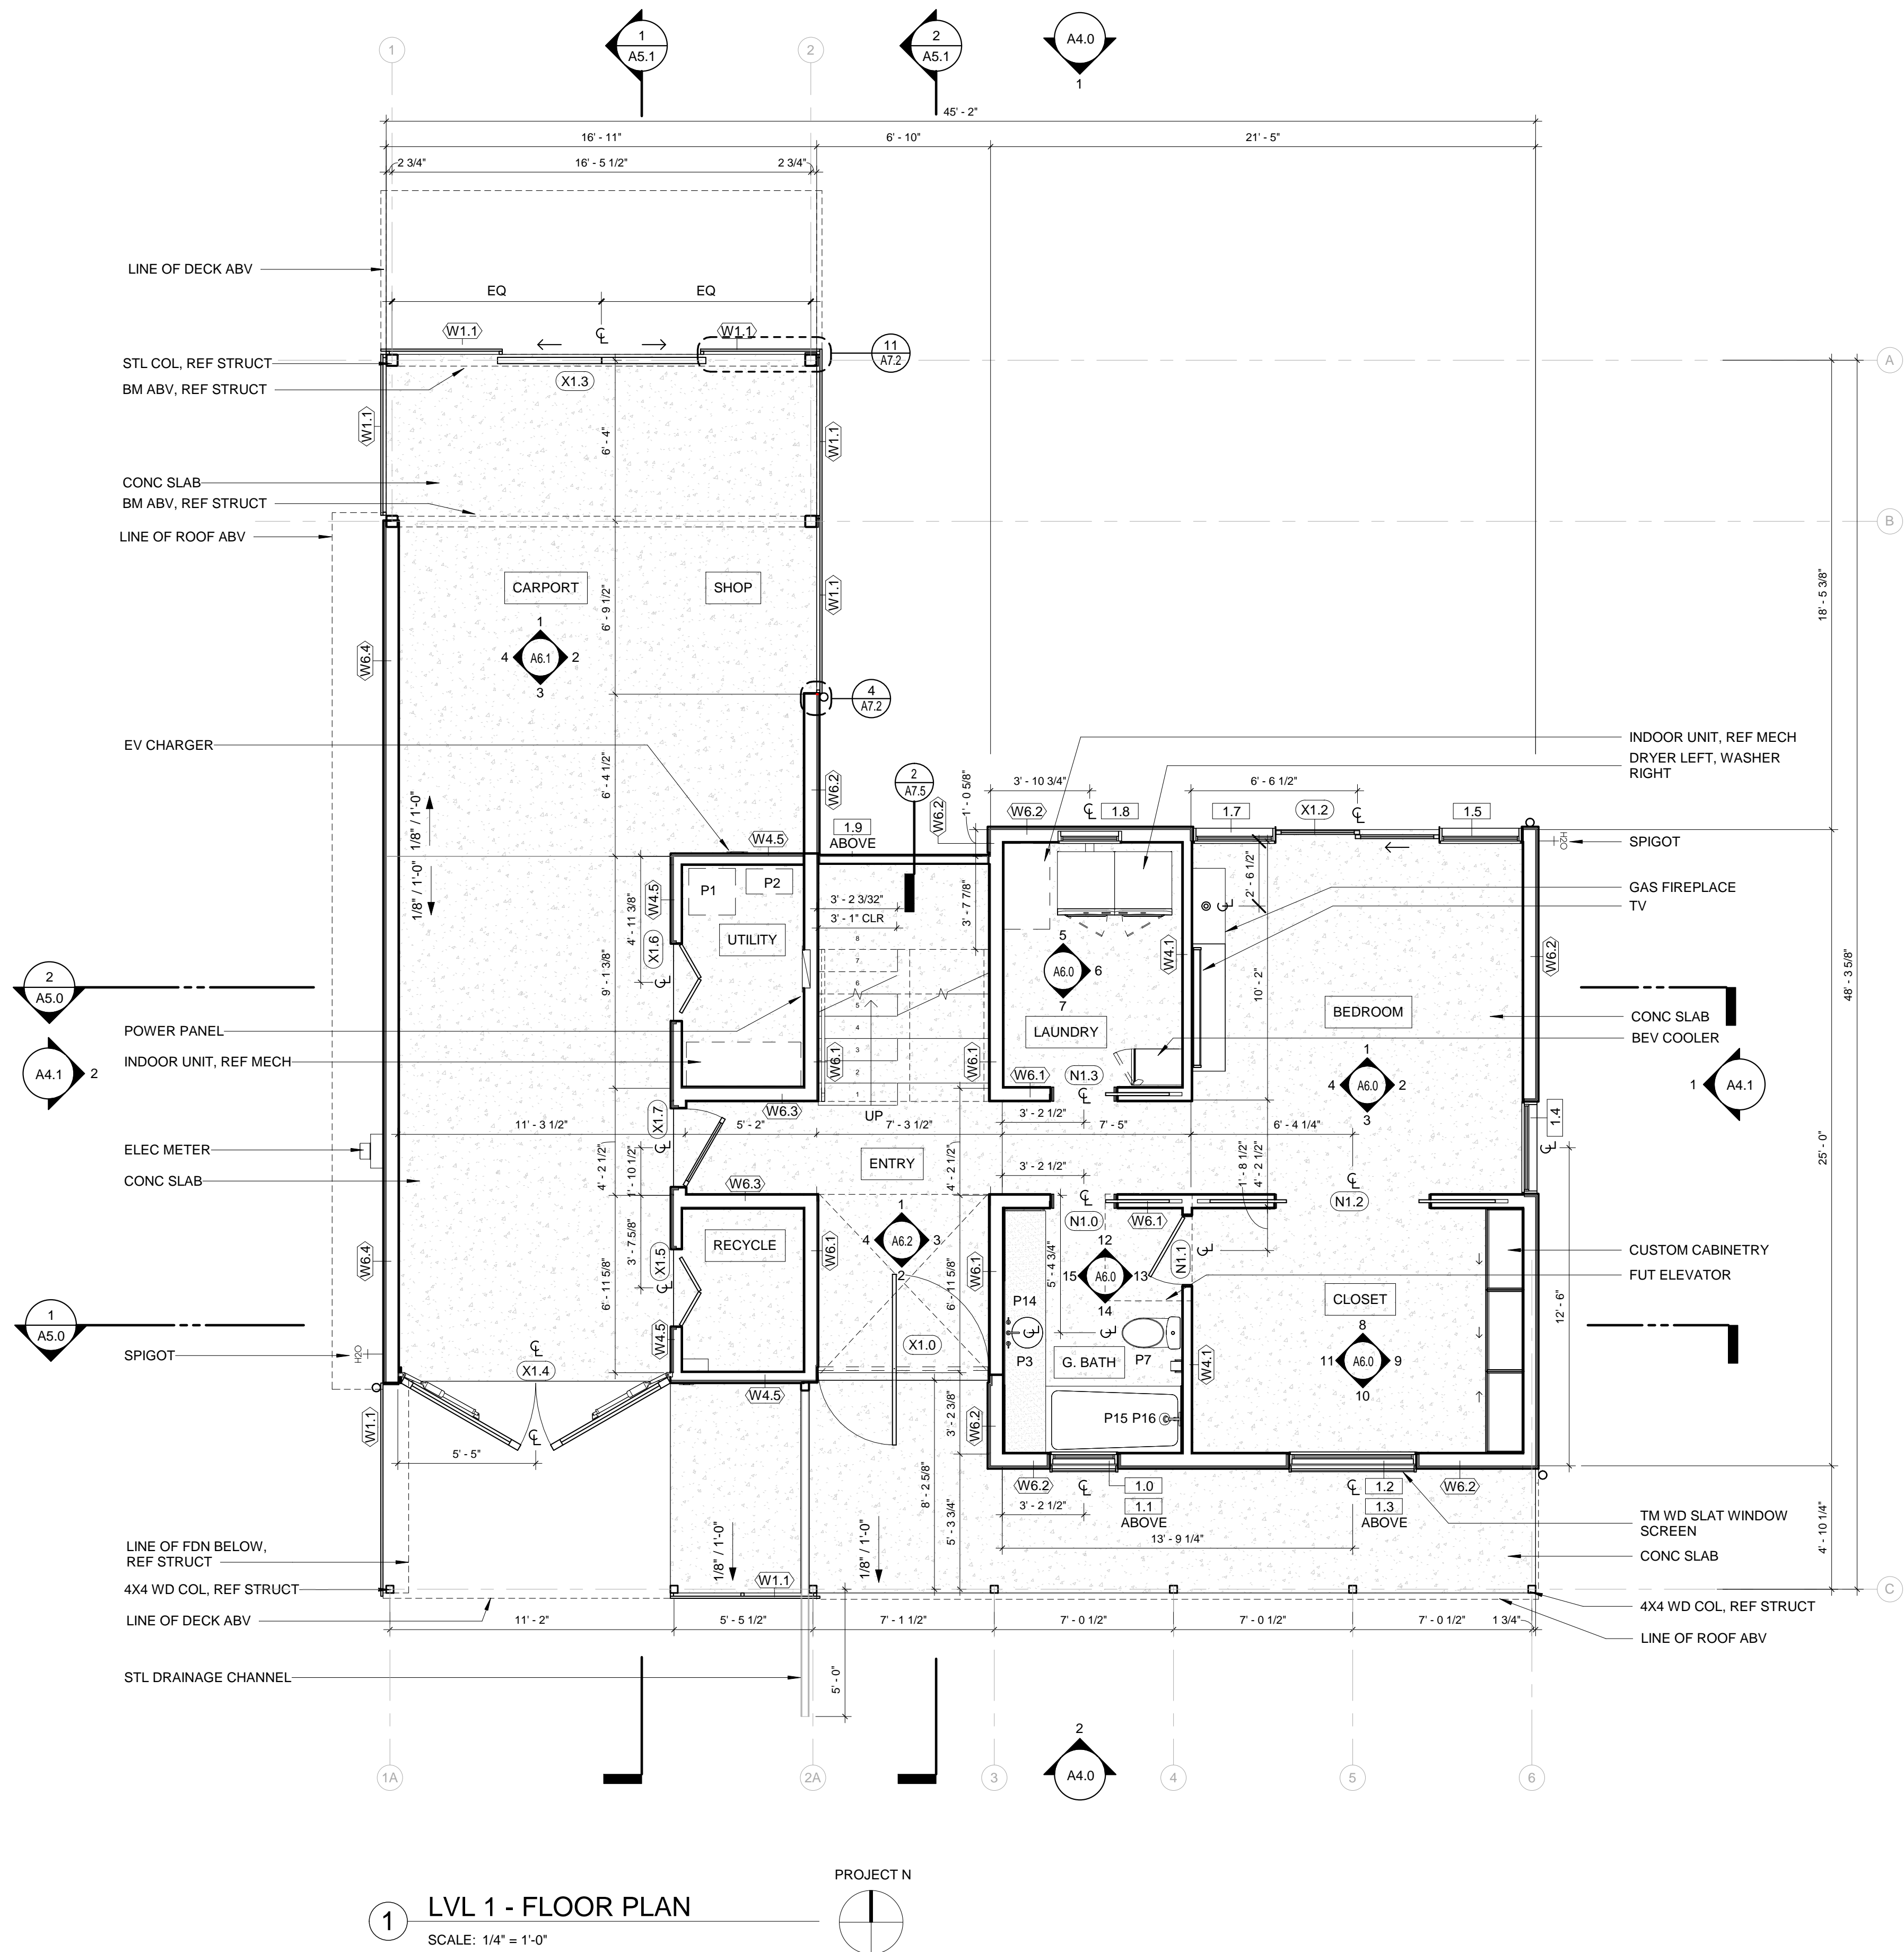 1
2
1
A5.1
2
A5.1
A4.0
1
45' - 2"
16' - 11"
6' - 10"
21' - 5"
2 3/4"
16' - 5 1/2"
2 3/4"
LINE OF DECK ABV
EQ
EQ
W1.1
W1.1
11
A7.2
STL COL, REF STRUCT
X1.3
BM ABV, REF STRUCT
A
W1.1
6' - 4"
W1.1
CONC SLAB
BM ABV, REF STRUCT
B
LINE OF ROOF ABV
CARPORT
SHOP
W1.1
18' - 5 3/8"
6' - 9 1/2"
W6.4
1
4
A6.1
2
3
4
A7.2
EV CHARGER
INDOOR UNIT, REF MECH
DRYER LEFT, WASHER
RIGHT
2
A7.5
3' - 10 3/4"
6' - 6 1/2"
6' - 4 1/2"
W6.2
W6.2
1' - 0 5/8"
W6.2
1.8
1.7
X1.2
1.5
1/8" / 1'-0"
1/8" / 1'-0"
1.9
ABOVE
W4.5
H2O
SPIGOT
P1
P2
W4.5
4' - 11 3/8"
3' - 2 3/32"
3' - 1" CLR
3' - 7 7/8"
2' - 6 1/2"
GAS FIREPLACE
TV
UTILITY
X1.6
8
7
6
5
4
3
2
1
5
A6.0
6
7
W4.1
W6.2
9' - 1 3/8"
10' - 2"
48' - 3 5/8"
2
A5.0
BEDROOM
CONC SLAB
POWER PANEL
LAUNDRY
BEV COOLER
INDOOR UNIT, REF MECH
A4.1
2
W6.1
W6.1
W6.1
N1.3
1
4
A6.0
2
3
1
A4.1
1.4
W6.3
UP
X1.7
3' - 2 1/2"
11' - 3 1/2"
5' - 2"
7' - 3 1/2"
7' - 5"
6' - 4 1/4"
ELEC METER
4' - 2 1/2"
1' - 10 1/2"
ENTRY
4' - 2 1/2"
3' - 2 1/2"
1' - 8 1/2"
4' - 2 1/2"
25' - 0"
CONC SLAB
W6.3
N1.0
W6.1
N1.2
RECYCLE
X1.5
3' - 7 5/8"
W6.4
6' - 11 5/8"
W6.1
1
4
A6.2
3
2
6' - 11 5/8"
W6.1
5' - 4 3/4"
12
15
A6.0
13
14
N1.1
CUSTOM CABINETRY
FUT ELEVATOR
1
A5.0
W4.5
P14
P3
CLOSET
12' - 6"
SPIGOT
H2O
X1.4
X1.0
G. BATH
P7
W4.1
8
11
A6.0
9
10
W4.5
W1.1
P15 P16
3' - 2 3/8"
W6.2
5' - 5"
8' - 2 5/8"
W6.2
1.0
1.1
ABOVE
1.2
1.3
ABOVE
W6.2
3' - 2 1/2"
5' - 3 3/4"
13' - 9 1/4"
TM WD SLAT WINDOW
SCREEN
CONC SLAB
4' - 10 1/4"
LINE OF FDN BELOW,
REF STRUCT
1/8" / 1'-0"
1/8" / 1'-0"
W1.1
4X4 WD COL, REF STRUCT
C
4X4 WD COL, REF STRUCT
LINE OF DECK ABV
11' - 2"
5' - 5 1/2"
7' - 1 1/2"
7' - 0 1/2"
7' - 0 1/2"
7' - 0 1/2"
1 3/4"
LINE OF ROOF ABV
STL DRAINAGE CHANNEL
5' - 0"
1A
2A
3
2
A4.0
4
5
6
PROJECT N
1
LVL 1 - FLOOR PLAN
SCALE: 1/4" = 1'-0"